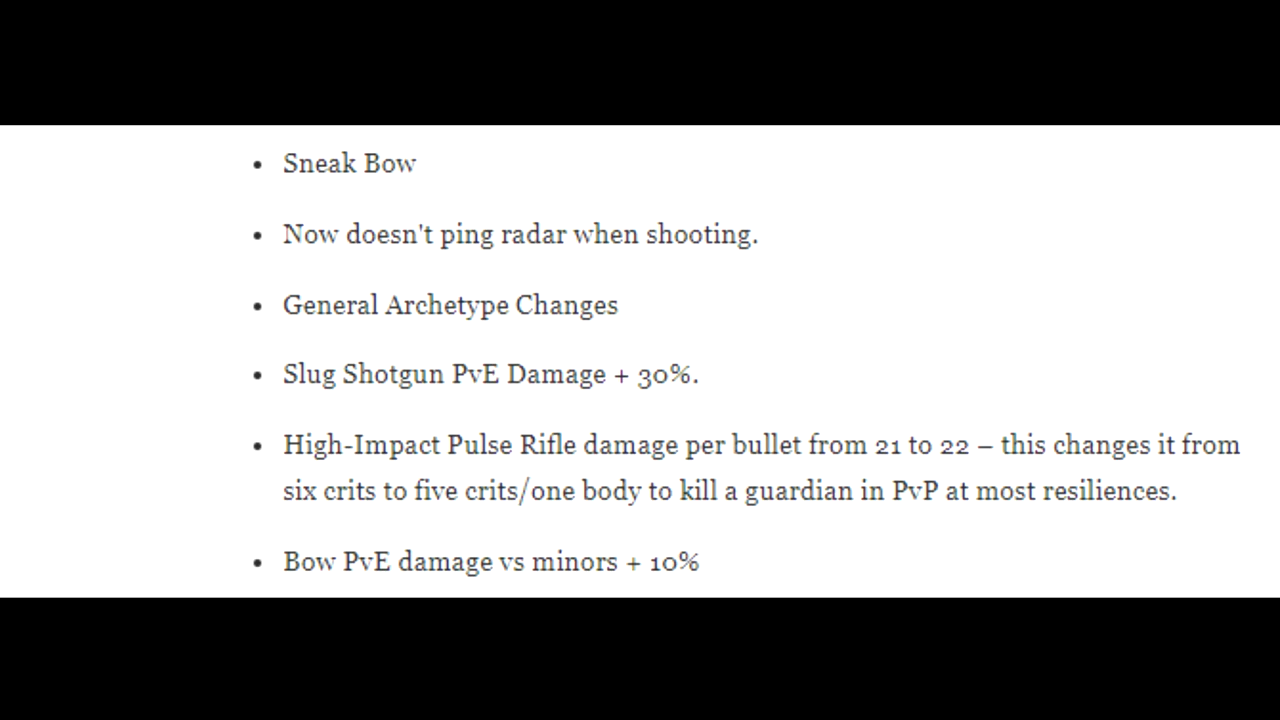 • Sneak Bow
• Now doesn't ping radar when shooting.
• General Archetype Changes
• Slug Shotgun PvE Damage + 30%.
• High-Impact Pulse Rifle damage per bullet from 21 to 22 – this changes it from
six crits to five crits/one body to kill a guardian in PvP at most resiliences.
• Bow PvE damage vs minors + 10%